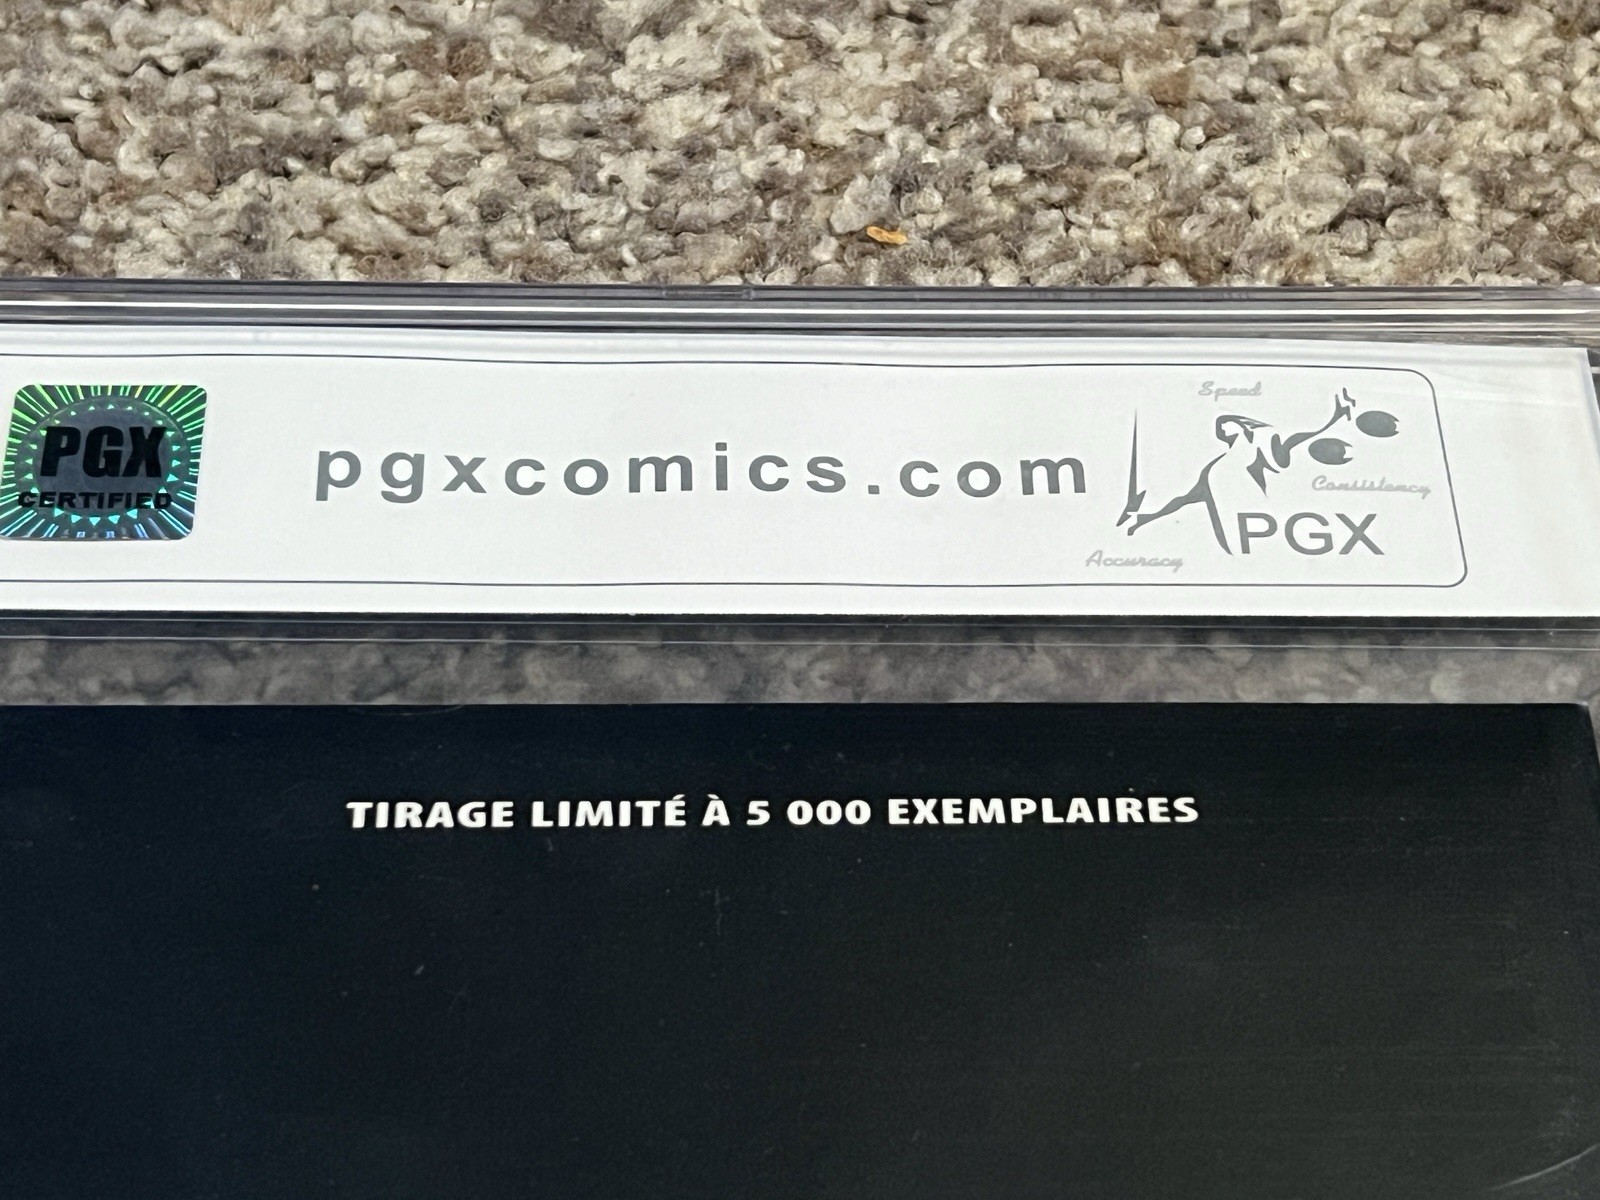 Speed
PGX
CERTIFIED
pgxcomics.com
Consistency
PGX
Accuracy
TIRAGE LIMITÉ À 5 000 EXEMPLAIRES